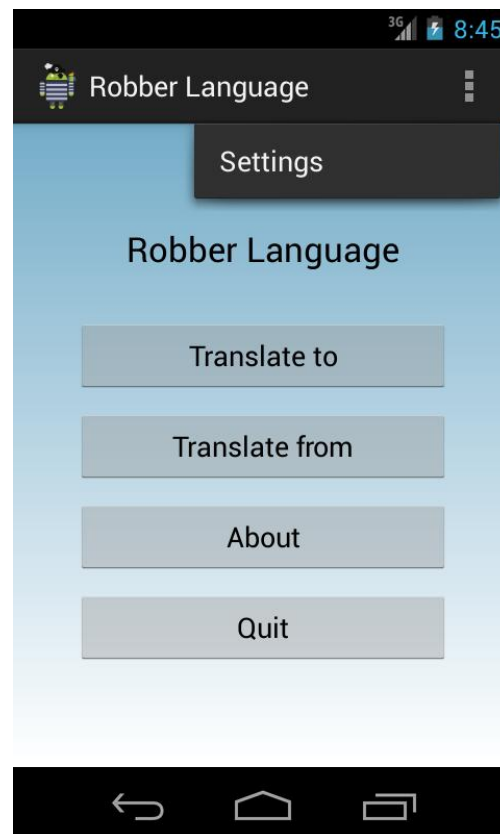 3G 8:45
Robber Language
Settings
Robber Language
Translate to
Translate from
About
Quit